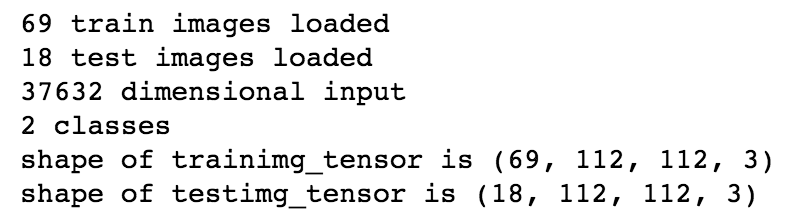 69 train images loaded
18 test images loaded
37632 dimensional input
2 classes
shape of trainimg_tensor is (69, 112, 112, 3)
shape of testimg_tensor is (18, 112, 112, 3)